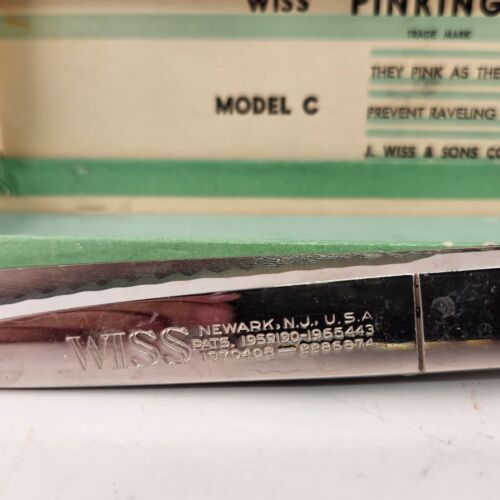 WISS PINKING
TRADE MARK
THEY PINK AS THE
MODEL C
PREVENT RAVELING
J. WISS & SONS CO
WISS
NEWARK, N.J., U.S.A
PATS. 1959190-1965443
1970408-2286874